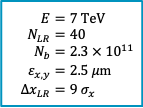 E = 7 TeV
N_LR = 40
N_b = 2.3 × 10^11
ε_x,y = 2.5 μm
Δx_LR = 9 σ_x